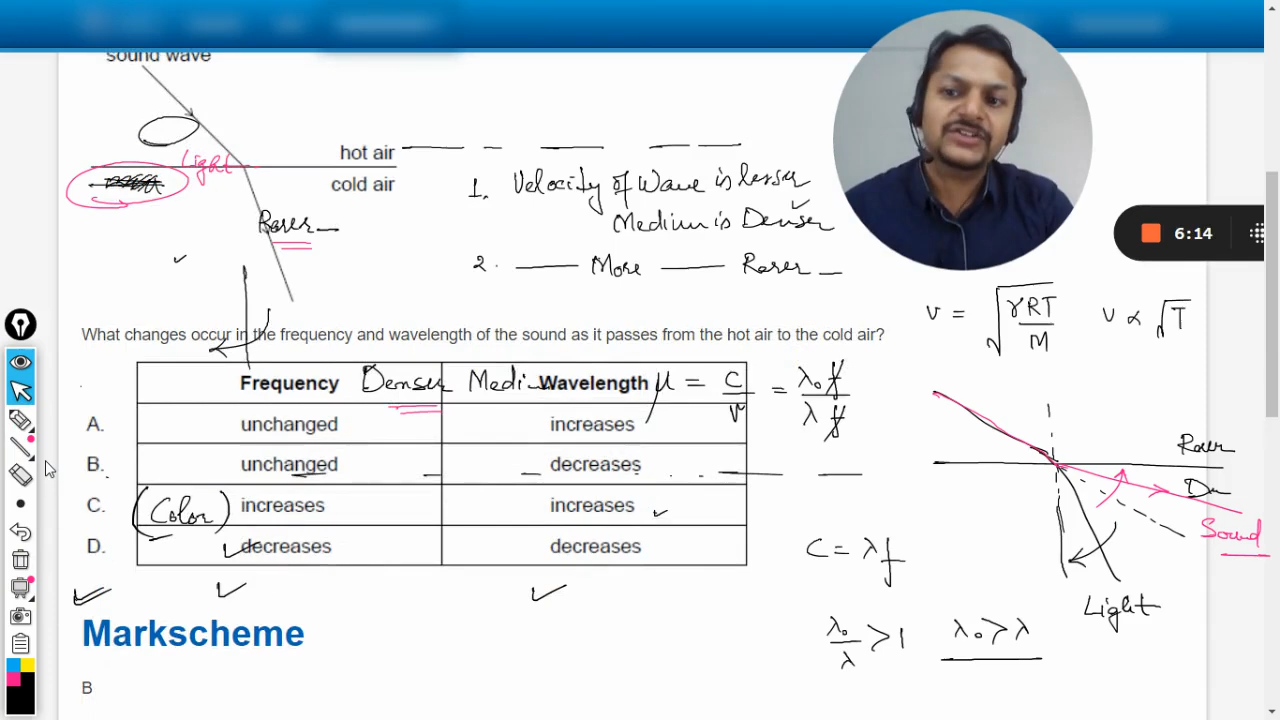 sound wave
Light
hot air
cold air
Rarer
1. Velocity of Wave is lesser
Medium is Denser
2. More Rarer
6:14
What changes occur in the frequency and wavelength of the sound as it passes from the hot air to the cold air?
v = √(γRT/M) v ∝ √T
Frequency Wavelength
Denser
μ = c/v = λ₀f/λf
A. unchanged increases
B. unchanged decreases
C. increases increases
(Color)
D. decreases decreases
Rarer
Sound
Light
C = λf
λ₀/λ > 1 λ₀ > λ
Markscheme
B